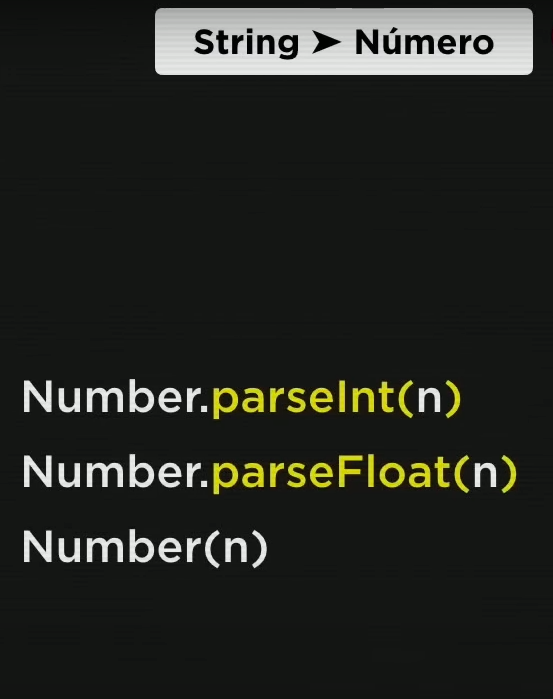 String ➤ Número
Number.parseInt(n)
Number.parseFloat(n)
Number(n)